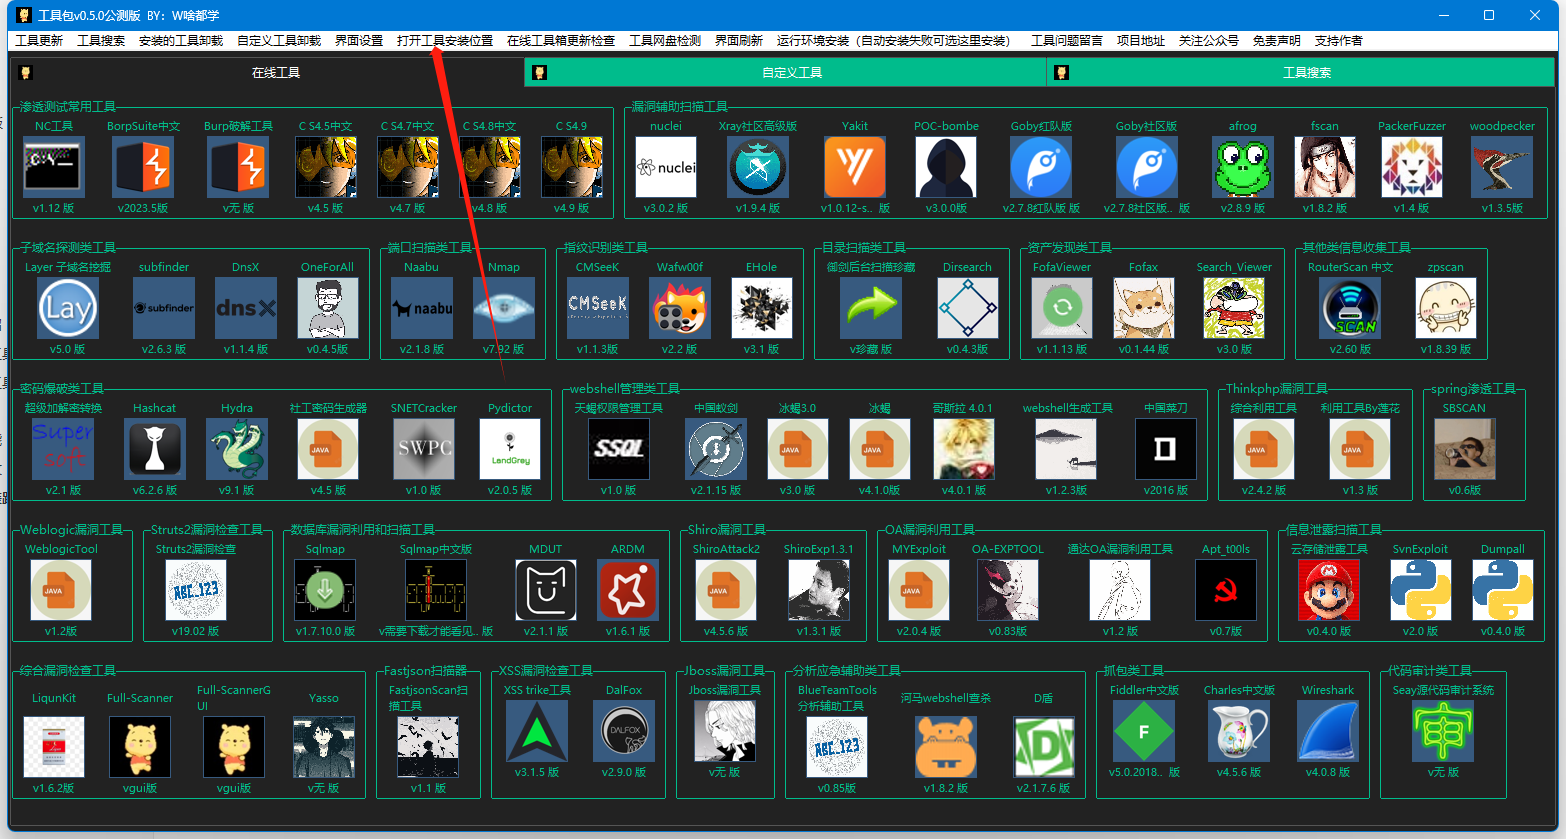 工具包v0.5.0公测版 BY: W啥都学
工具更新 工具搜索 安装的工具卸载 自定义工具卸载 界面设置 打开工具安装位置 在线工具箱更新检查 工具网盘检测 界面刷新 运行环境安装（自动安装失败可选这里安装） 工具问题留言 项目地址 关注公众号 免责声明 支持作者
在线工具 自定义工具 工具搜索
渗透测试常用工具 漏洞辅助扫描工具
NC工具 BorpSuite中文 Burp破解工具 C S4.5中文 C S4.7中文 C S4.8中文 C S4.9 nuclei Xray社区高级版 Yakit POC-bombe Goby红队版 Goby社区版 afrog fscan PackerFuzzer woodpecker
nuclei
v1.12 版 v2023.5版 v无 版 v4.5 版 v4.7 版 v4.8 版 v4.9 版 v3.0.2 版 v1.9.4 版 v1.0.12-s.. 版 v3.0.0版 v2.7.8红队版 版 v2.7.8社区版.. 版 v2.8.9 版 v1.8.2 版 v1.4 版 v1.3.5版
子域名探测类工具 端口扫描类工具 指纹识别类工具 目录扫描类工具 资产发现类工具 其他类信息收集工具
Layer 子域名挖掘 subfinder DnsX OneForAll Naabu Nmap CMSeeK Wafw00f EHole 御剑后台扫描珍藏 Dirsearch FofaViewer Fofax Search_Viewer RouterScan 中文 zpscan
Lay subfinder dnsX naabu CMSeeK SCAN
v5.0 版 v2.6.3 版 v1.1.4 版 v0.4.5版 v2.1.8 版 v7.92 版 v1.1.3版 v2.2 版 v3.1 版 v珍藏 版 v0.4.3版 v1.1.13 版 v0.1.44 版 v3.0 版 v2.60 版 v1.8.39 版
密码爆破类工具 webshell管理类工具 Thinkphp漏洞工具 spring渗透工具
超级加解密转换 Hashcat Hydra 社工密码生成器 SNETCracker Pydictor 天蝎权限管理工具 中国蚁剑 冰蝎3.0 冰蝎 哥斯拉 4.0.1 webshell生成工具 中国菜刀 综合利用工具 利用工具By莲花 SBSCAN
Super soft JAVA SWPC LandGrey SSQL JAVA JAVA JAVA JAVA
v2.1 版 v6.2.6 版 v9.1 版 v4.5 版 v1.0 版 v2.0.5 版 v1.0 版 v2.1.15 版 v3.0 版 v4.1.0版 v4.0.1 版 v1.2.3版 v2016 版 v2.4.2 版 v1.3 版 v0.6版
Weblogic漏洞工具 Struts2漏洞检查工具 数据库漏洞利用和扫描工具 Shiro漏洞工具 OA漏洞利用工具 信息泄露扫描工具
WeblogicTool Struts2漏洞检查 Sqlmap Sqlmap中文版 MDUT ARDM ShiroAttack2 ShiroExp1.3.1 MYExploit OA-EXPTOOL 通达OA漏洞利用工具 Apt_t00ls 云存储泄露工具 SvnExploit Dumpall
JAVA ABC_123 JAVA JAVA
v1.2版 v19.02 版 v1.7.10.0 版 v需要下载才能看见.. 版 v2.1.1 版 v1.6.1 版 v4.5.6 版 v1.3.1 版 v2.0.4 版 v0.83版 v1.2 版 v0.7版 v0.4.0 版 v2.0 版 v0.4.0 版
综合漏洞检查工具 Fastjson扫描器 XSS漏洞检查工具 Jboss漏洞工具 分析应急辅助类工具 抓包类工具 代码审计类工具
LiqunKit Full-Scanner Full-ScannerG
UI Yasso FastjsonScan扫
描工具 XSS trike工具 DalFox Jboss漏洞工具 BlueTeamTools
分析辅助工具 河马webshell查杀 D盾 Fiddler中文版 Charles中文版 Wireshark Seay源代码审计系统
DALFOX ABC_123 D F 审
v1.6.2版 vgui版 vgui版 v无 版 v1.1 版 v3.1.5 版 v2.9.0 版 v无 版 v0.85版 v1.8.2 版 v2.1.7.6 版 v5.0.2018.. 版 v4.5.6 版 v4.0.8 版 v无 版